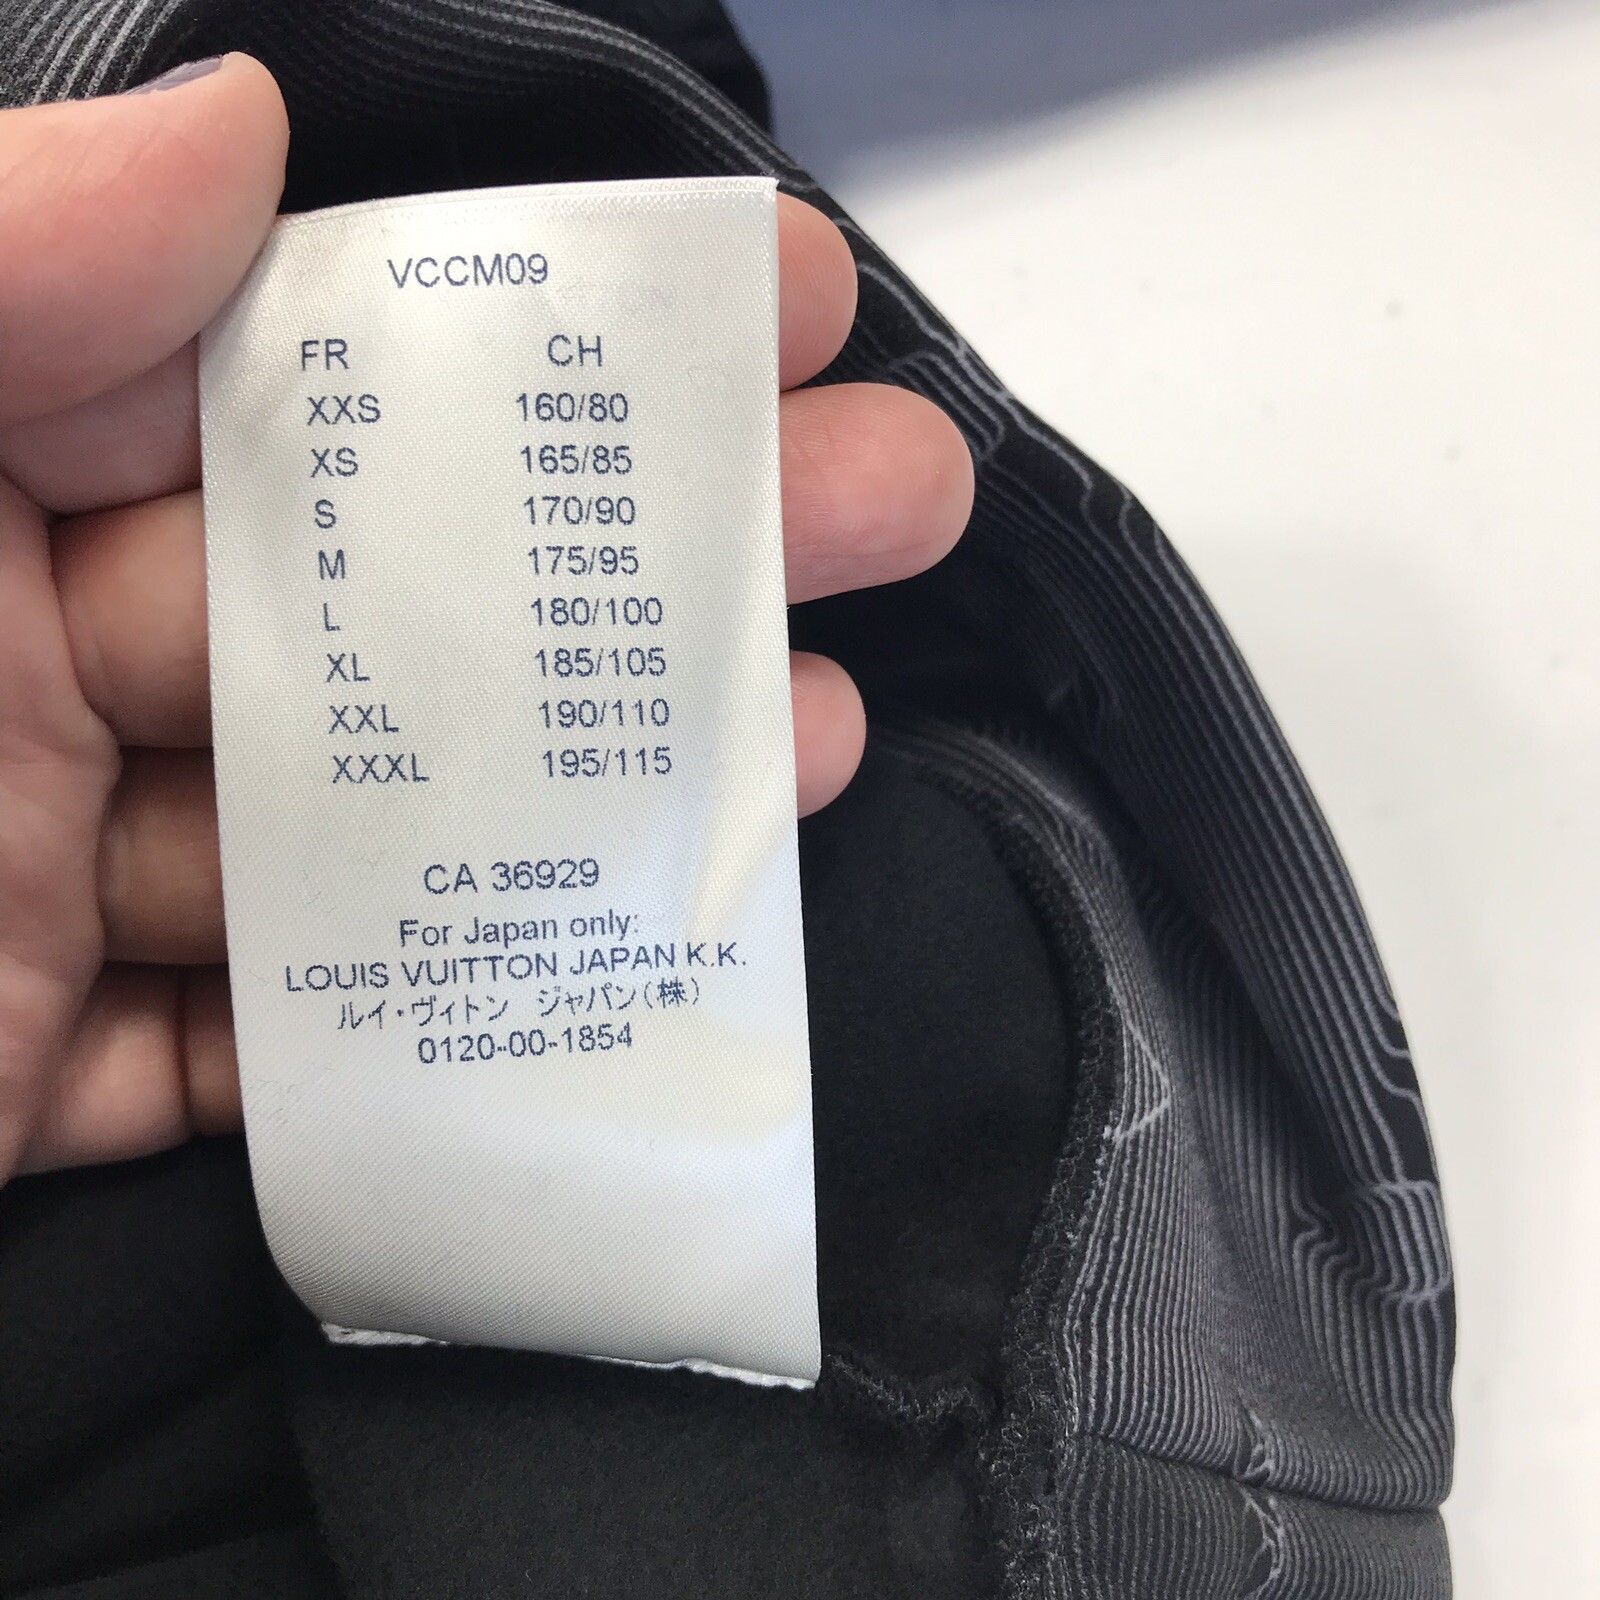 VCCM09
FR CH
XXS 160/80
XS 165/85
S 170/90
M 175/95
L 180/100
XL 185/105
XXL 190/110
XXXL 195/115
CA 36929
For Japan only:
LOUIS VUITTON JAPAN K.K.
ルイ・ヴィトン ジャパン(株)
0120-00-1854